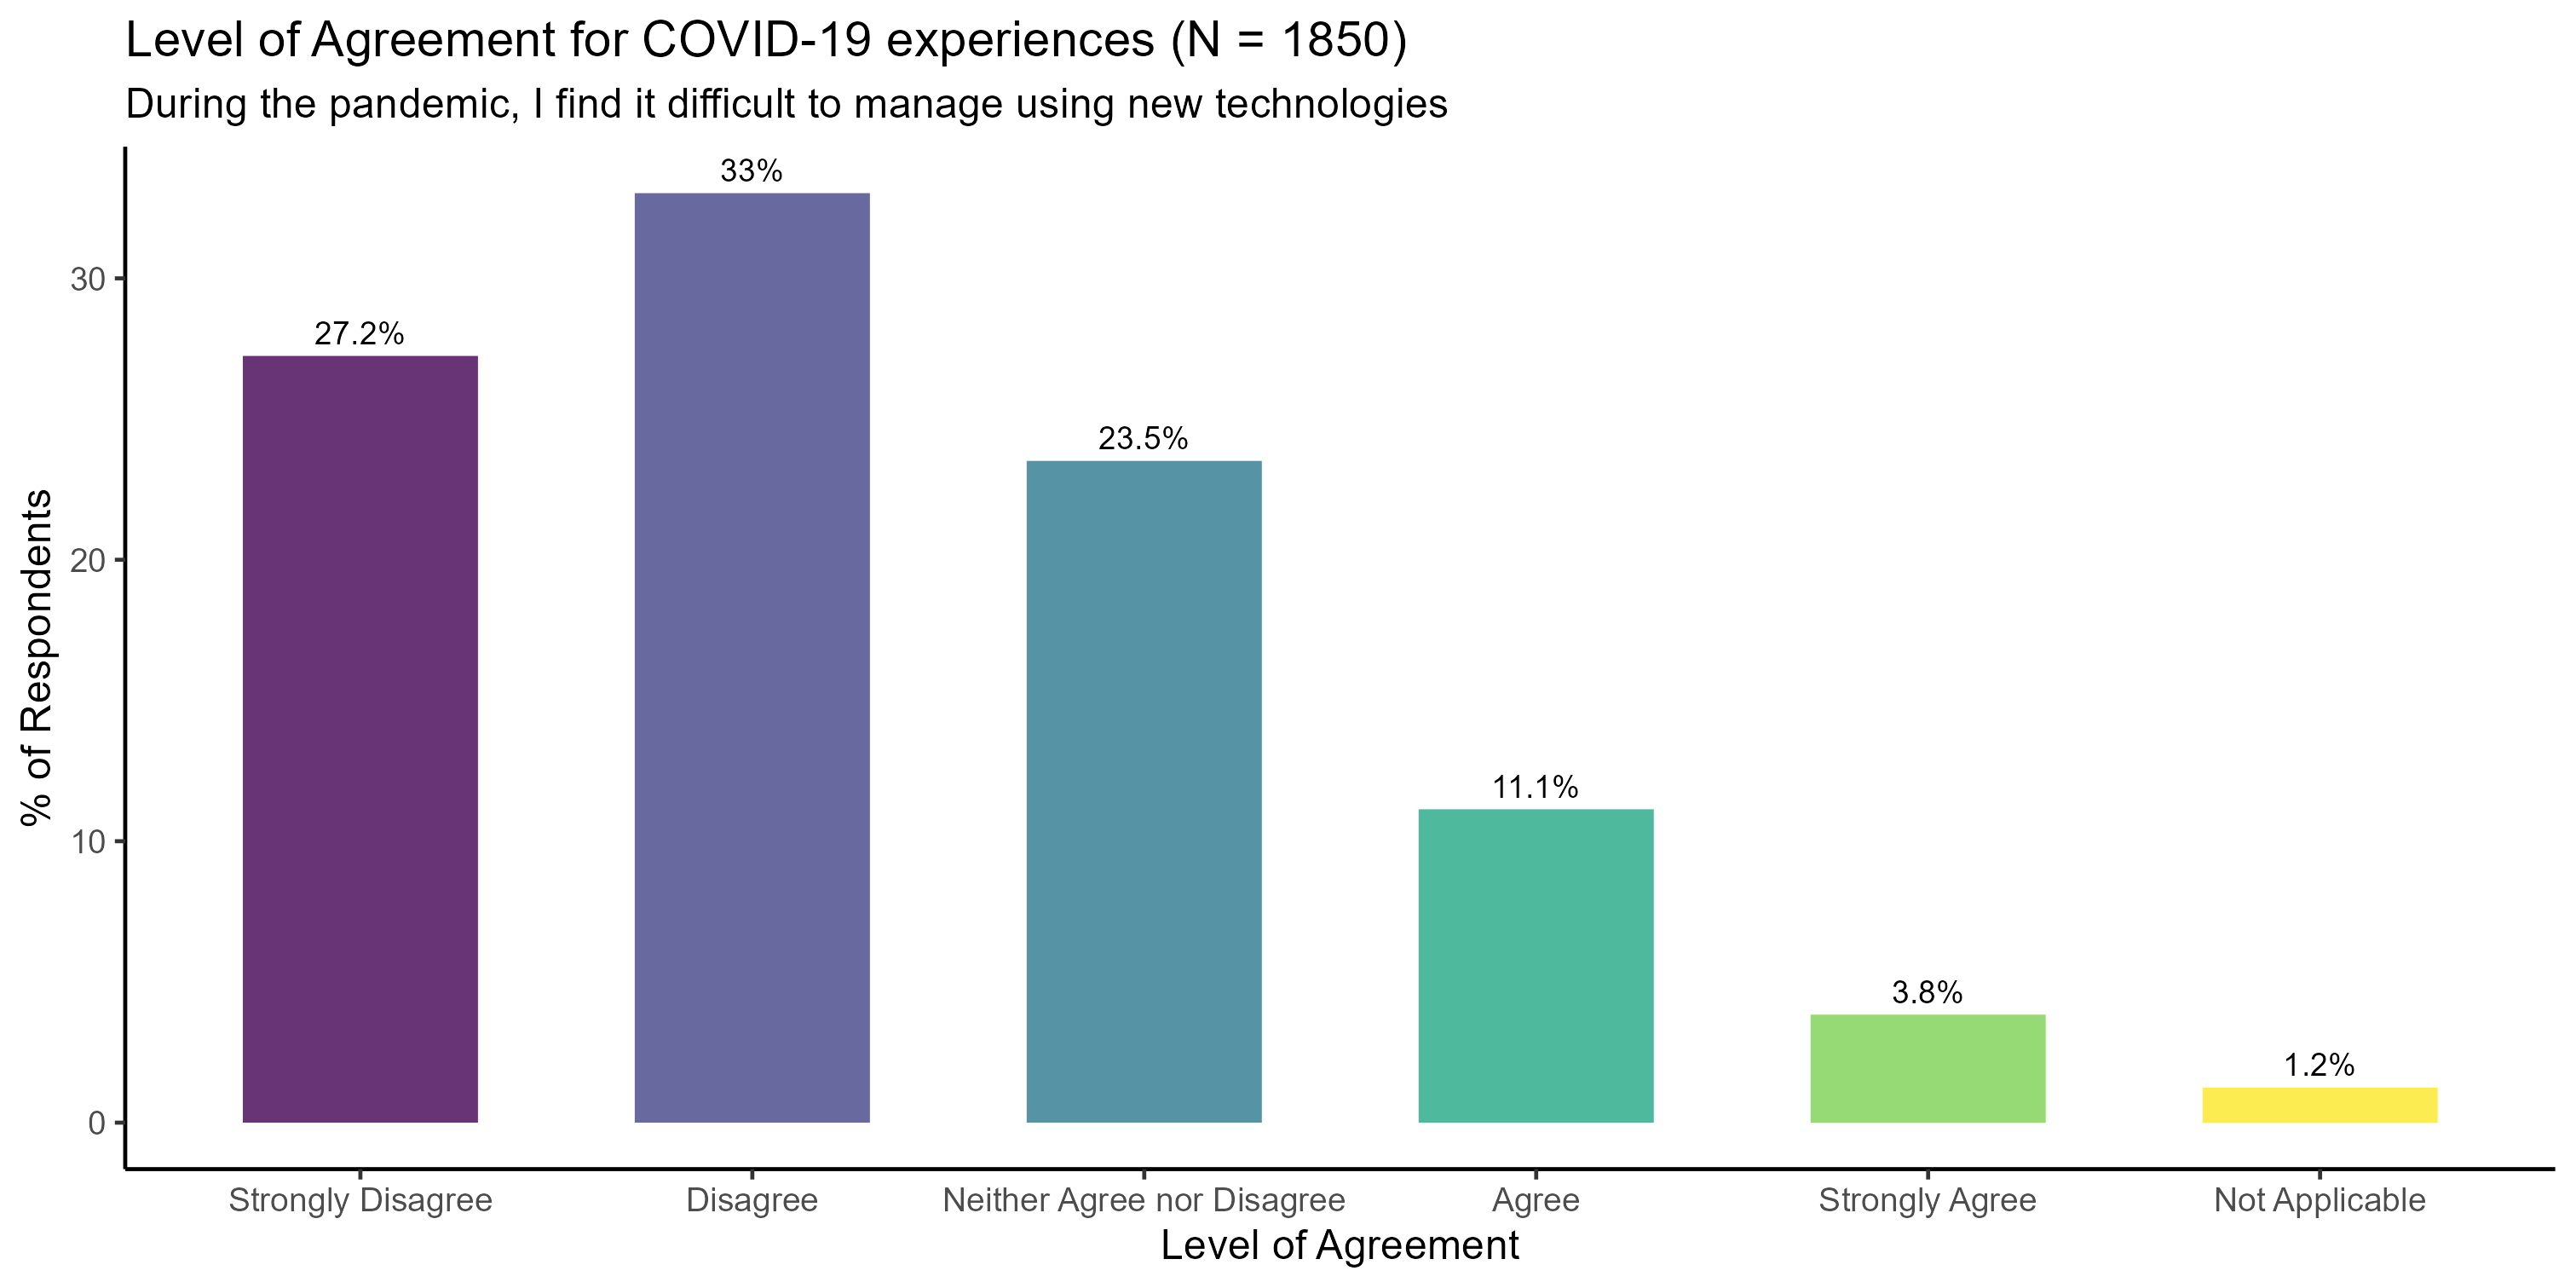 Level of Agreement for COVID-19 experiences (N = 1850)
During the pandemic, I find it difficult to manage using new technologies
33%
30
27.2%
23.5%
% of Respondents
20
11.1%
10
3.8%
1.2%
0
Strongly Disagree Disagree Neither Agree nor Disagree Agree Strongly Agree Not Applicable
Level of Agreement